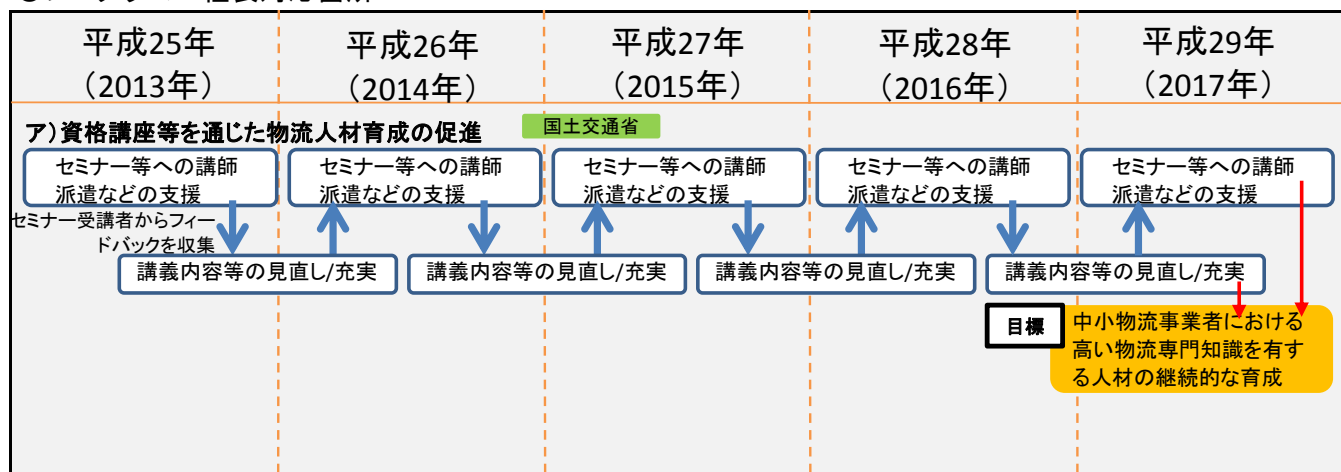 平成25年
(2013年)
平成26年
(2014年)
平成27年
(2015年)
平成28年
(2016年)
平成29年
(2017年)
ア)資格講座等を通じた物流人材育成の促進
国土交通省
セミナー等への講師
派遣などの支援
セミナー等への講師
派遣などの支援
セミナー等への講師
派遣などの支援
セミナー等への講師
派遣などの支援
セミナー等への講師
派遣などの支援
セミナー受講者からフィー
ドバックを収集
講義内容等の見直し/充実
講義内容等の見直し/充実
講義内容等の見直し/充実
講義内容等の見直し/充実
目標
中小物流事業者における
高い物流専門知識を有す
る人材の継続的な育成